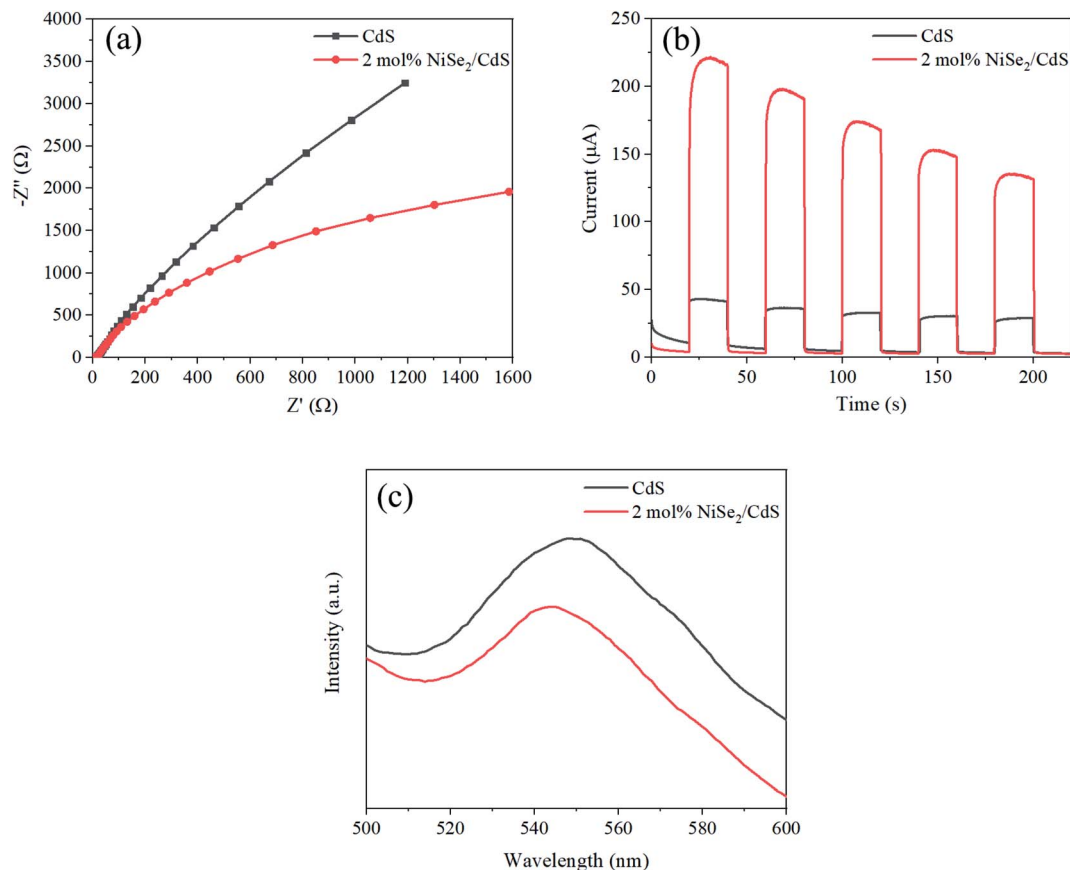 (a)
CdS
2 mol% NiSe₂/CdS
4000
3500
3000
2500
2000
1500
1000
500
0
-Z'' (Ω)
0 200 400 600 800 1000 1200 1400 1600
Z' (Ω)
(b)
CdS
2 mol% NiSe₂/CdS
250
200
150
100
50
0
Current (μA)
0 50 100 150 200
Time (s)
(c)
CdS
2 mol% NiSe₂/CdS
Intensity (a.u.)
500 520 540 560 580 600
Wavelength (nm)